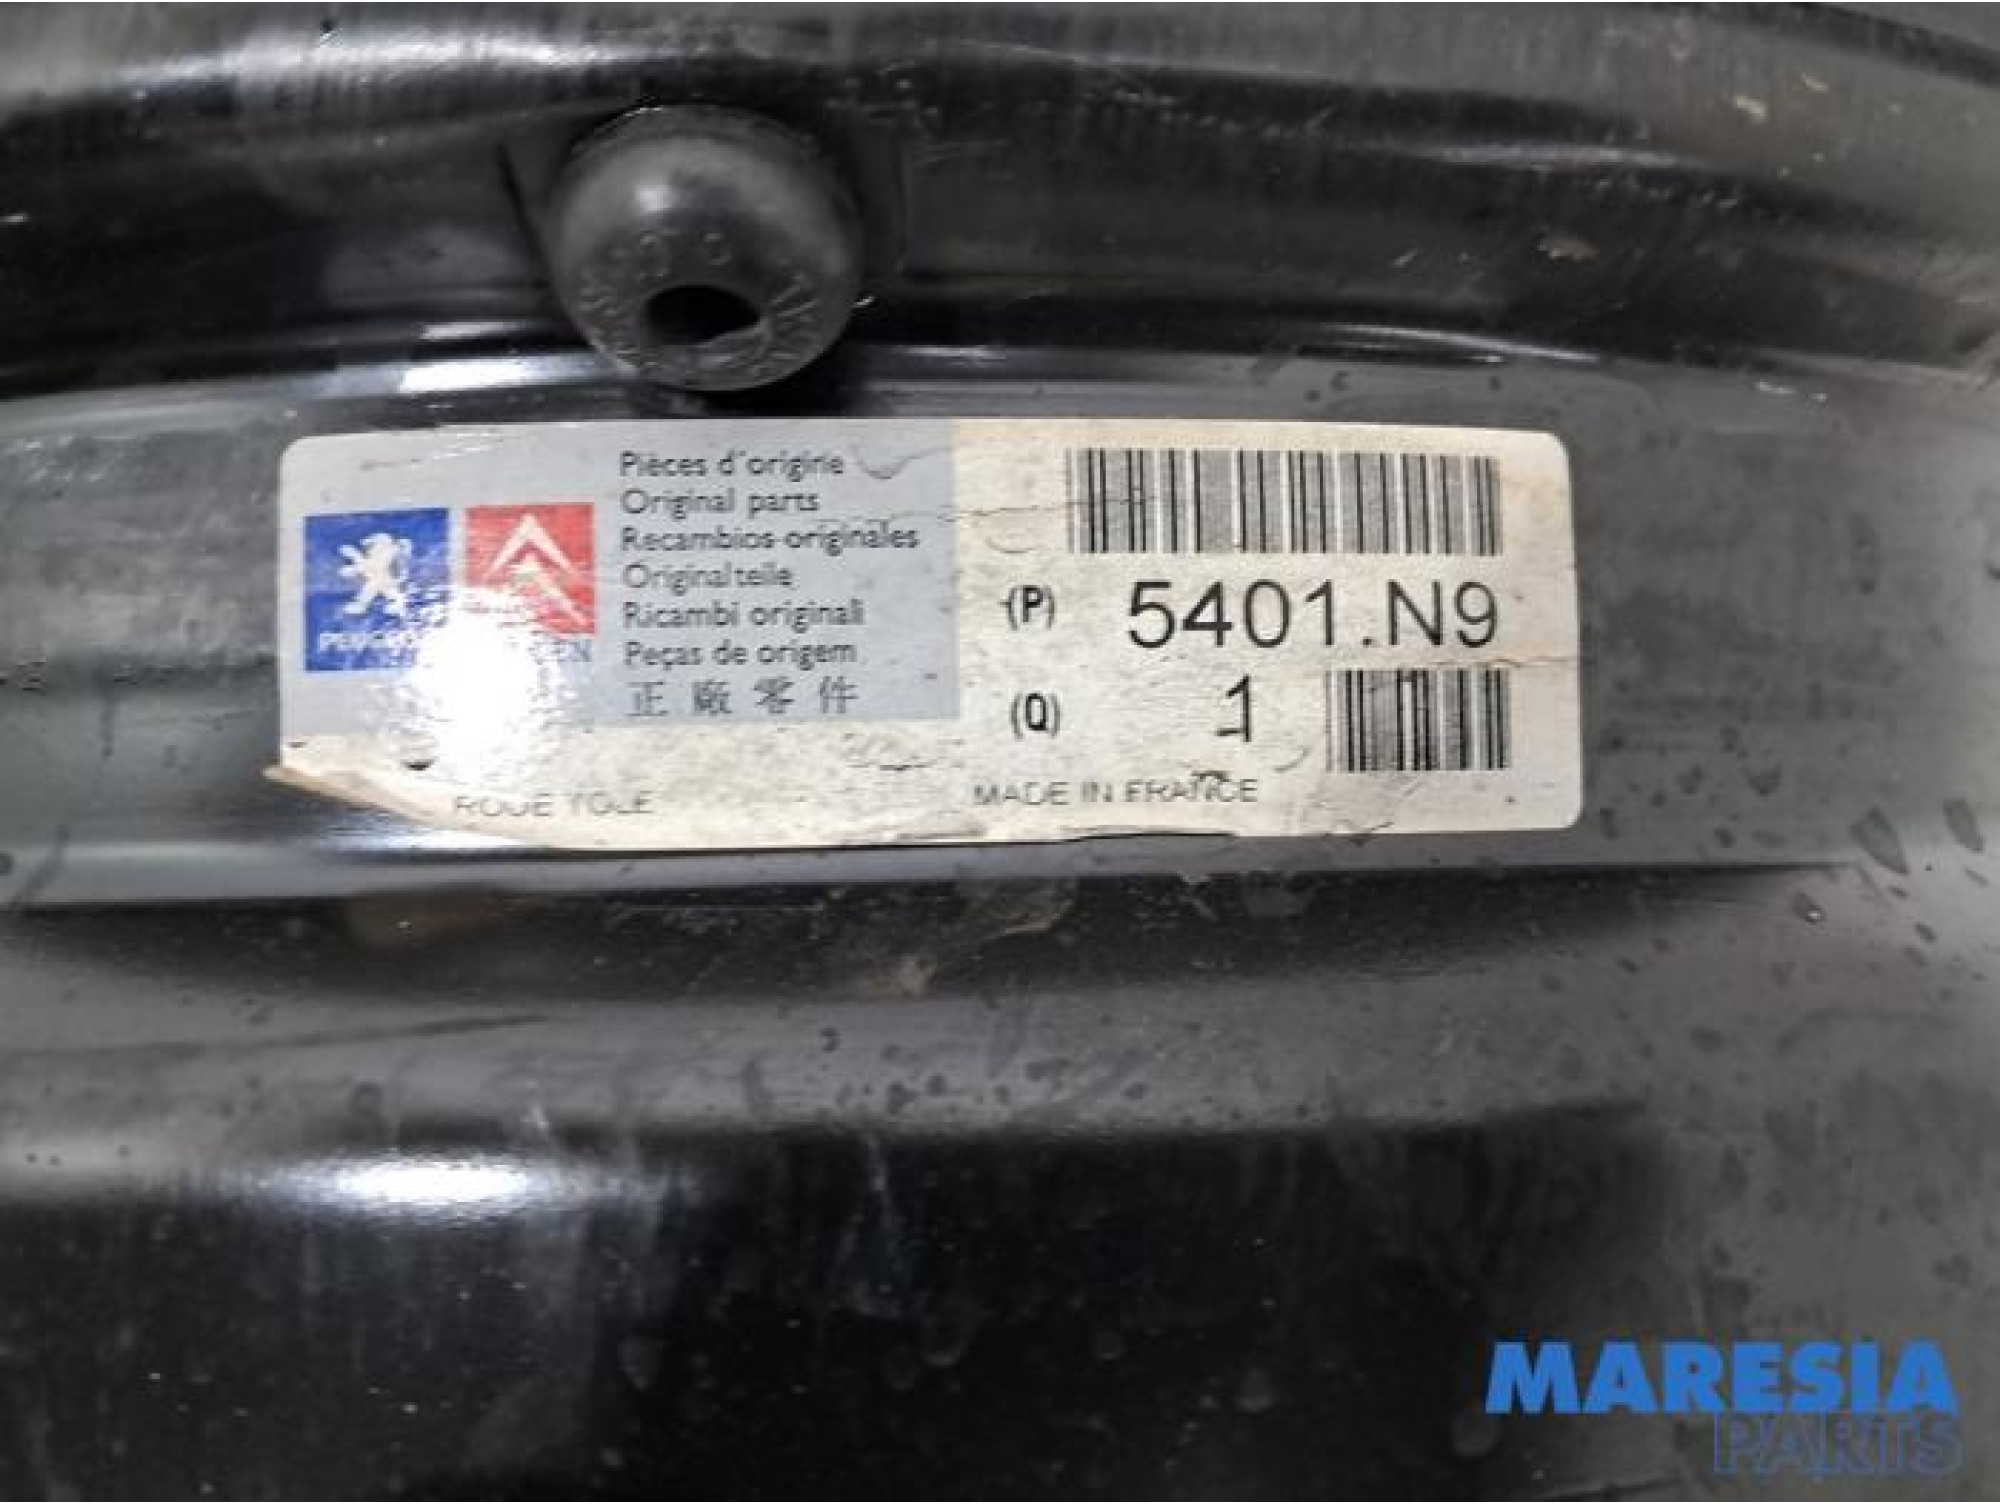 Pièces d'origine
Original parts
Recambios originales
Originalteile
Ricambi originali
Peças de origem
正廠零件
(P) 5401.N9
(Q) 1
ROUE TOLE
MADE IN FRANCE
MARESIA
PARTS